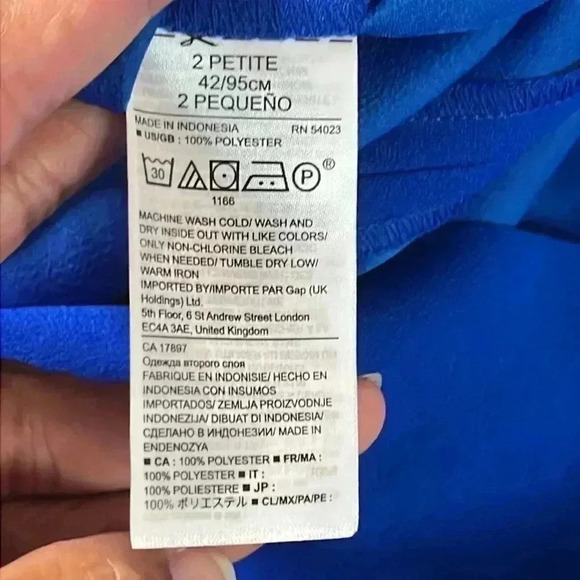 2 PETITE
42/95CM
2 PEQUEÑO
MADE IN INDONESIA RN 54023
■ US/GB : 100% POLYESTER
30 P ®
1166
MACHINE WASH COLD/ WASH AND
DRY INSIDE OUT WITH LIKE COLORS/
ONLY NON-CHLORINE BLEACH
WHEN NEEDED/ TUMBLE DRY LOW/
WARM IRON
IMPORTED BY/IMPORTE PAR Gap (UK
Holdings) Ltd.
5th Floor, 6 St Andrew Street London
EC4A 3AE, United Kingdom
CA 17897
Одежда второго слоя
FABRIQUE EN INDONISIE/ HECHO EN
INDONESIA CON INSUMOS
IMPORTADOS/ ZEMLJA PROIZVODNJE
INDONEZIJA/ DIBUAT DI INDONESIA/
СДЕЛАНО В ИНДОНЕЗИИ/ MADE IN
ENDENOZYA
■ CA : 100% POLYESTER ■ FR/MA :
100% POLYESTER ■ IT :
100% POLIESTERE ■ JP :
100% ポリエステル ■ CL/MX/PA/PE :